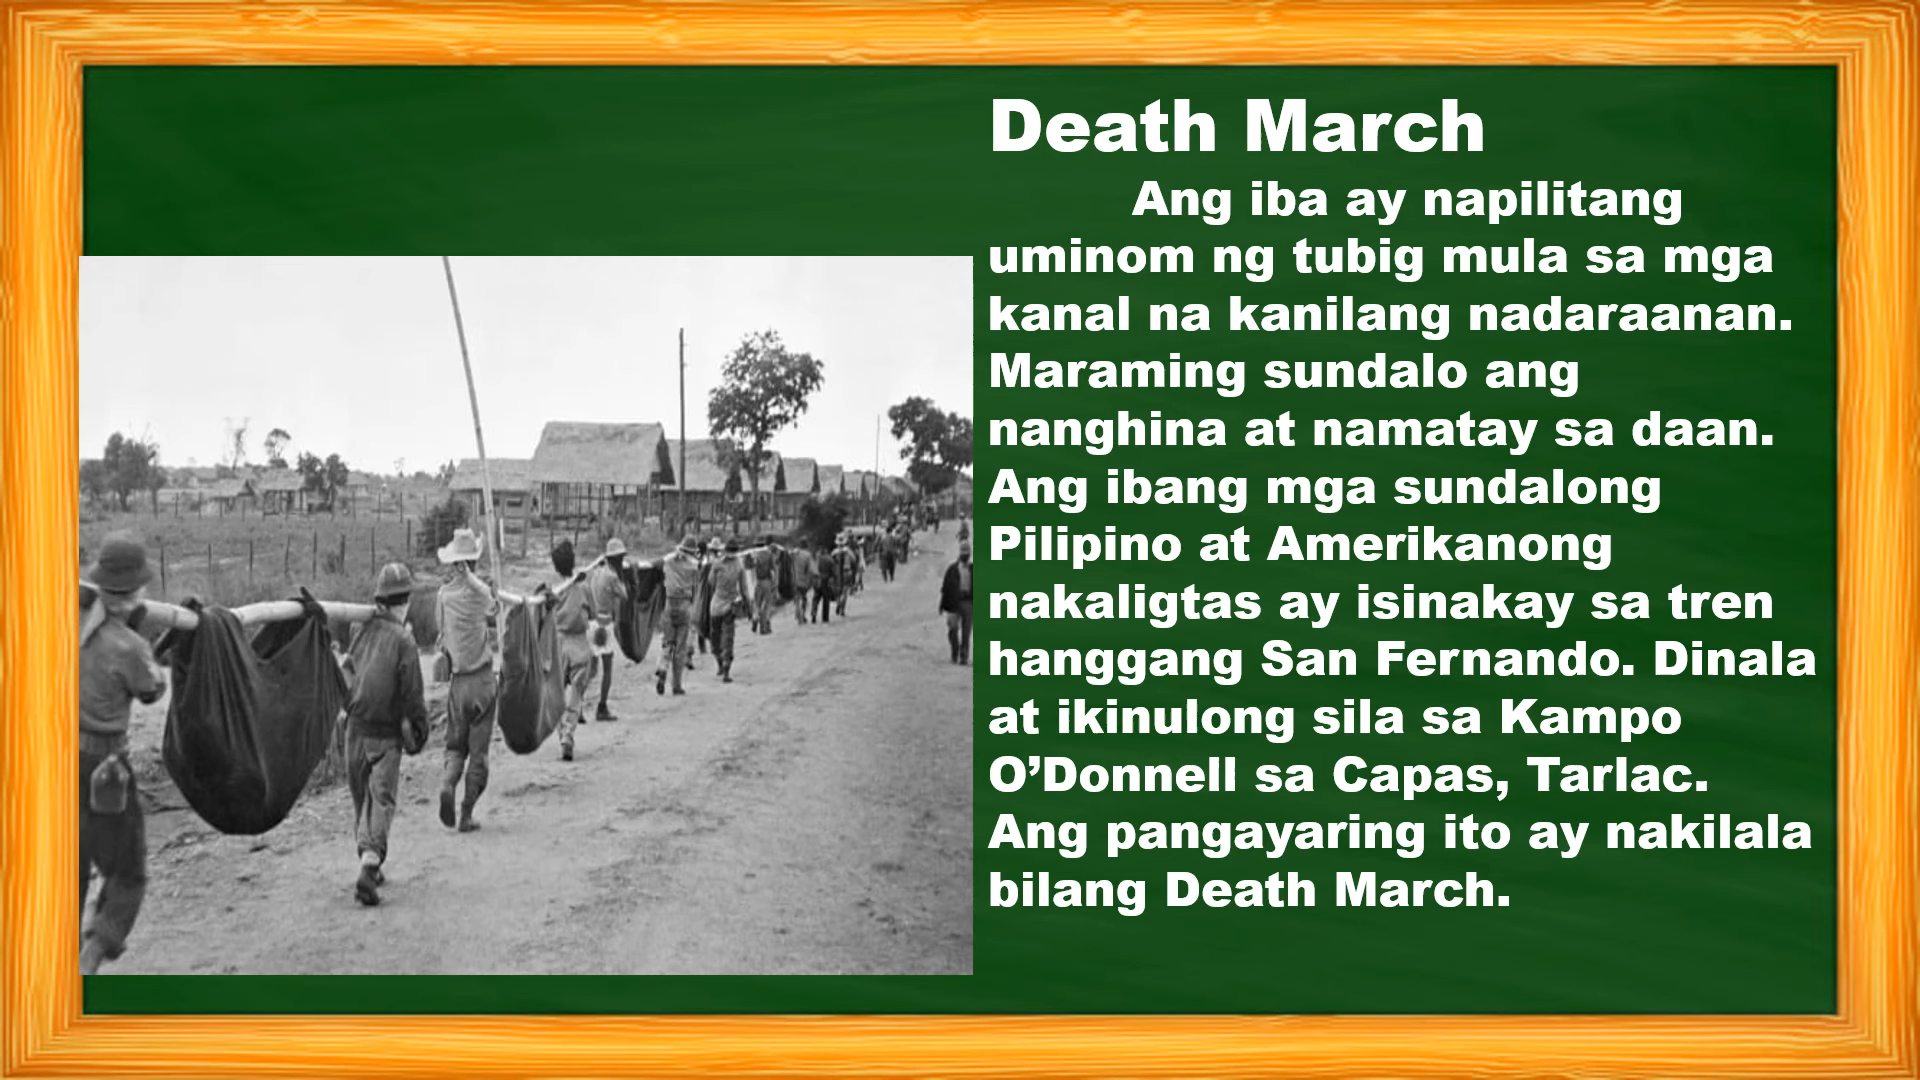 Death March
Ang iba ay napilitang
uminom ng tubig mula sa mga
kanal na kanilang nadaraanan.
Maraming sundalo ang
nanghina at namatay sa daan.
Ang ibang mga sundalong
Pilipino at Amerikanong
nakaligtas ay isinakay sa tren
hanggang San Fernando. Dinala
at ikinulong sila sa Kampo
O’Donnell sa Capas, Tarlac.
Ang pangayaring ito ay nakilala
bilang Death March.